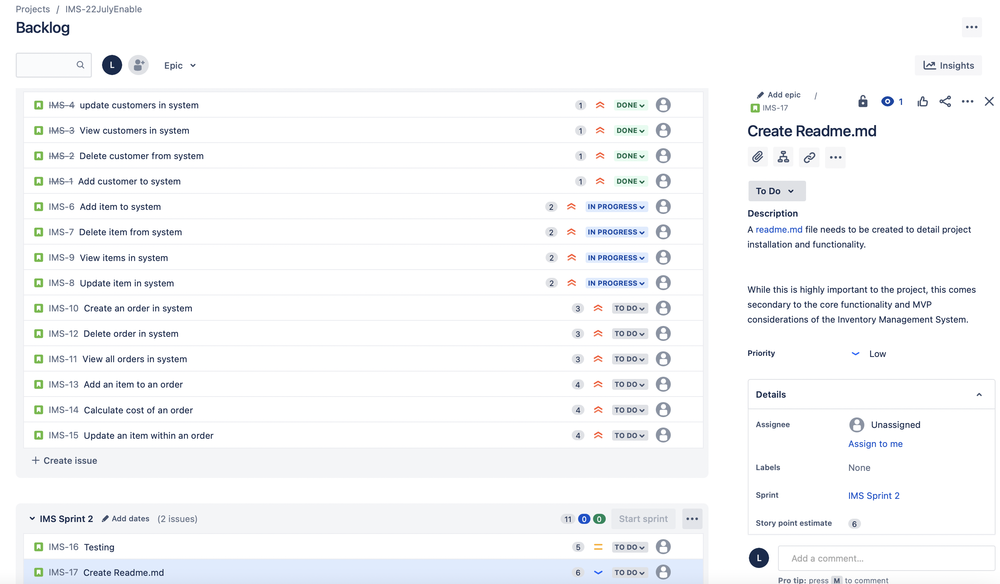 Projects / IMS-22JulyEnable
Backlog
L
Epic
Insights
IMS-4 update customers in system 1 DONE
IMS-3 View customers in system 1 DONE
IMS-2 Delete customer from system 1 DONE
IMS-1 Add customer to system 1 DONE
IMS-6 Add item to system 2 IN PROGRESS
IMS-7 Delete item from system 2 IN PROGRESS
IMS-9 View items in system 2 IN PROGRESS
IMS-8 Update item in system 2 IN PROGRESS
IMS-10 Create an order in system 3 TO DO
IMS-12 Delete order in system 3 TO DO
IMS-11 View all orders in system 3 TO DO
IMS-13 Add an item to an order 4 TO DO
IMS-14 Calculate cost of an order 4 TO DO
IMS-15 Update an item within an order 4 TO DO
+ Create issue
IMS Sprint 2 Add dates (2 issues) 11 0 0 Start sprint
IMS-16 Testing 5 TO DO
IMS-17 Create Readme.md 6 TO DO
Add epic /
IMS-17
1
Create Readme.md
To Do
Description
A readme.md file needs to be created to detail project
installation and functionality.
While this is highly important to the project, this comes
secondary to the core functionality and MVP
considerations of the Inventory Management System.
Priority Low
Details
Assignee Unassigned
Assign to me
Labels None
Sprint IMS Sprint 2
Story point estimate 6
L Add a comment...
Pro tip: press M to comment